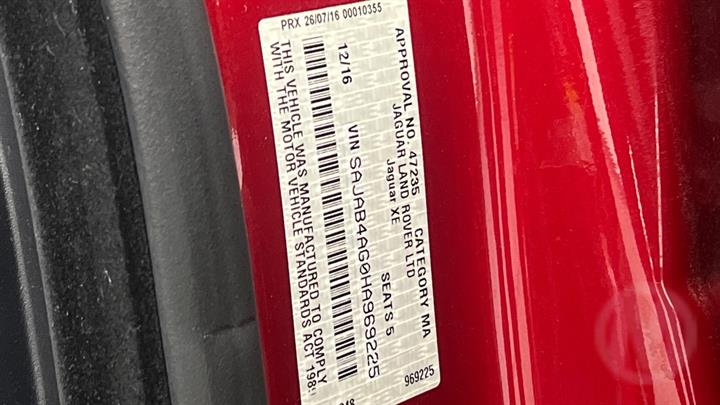 PRX 26/07/16 00010355
APPROVAL NO. 47235 CATEGORY MA
JAGUAR LAND ROVER LTD
Jaguar XE
12/16 SEATS 5
VIN SAJAB4AG0HA969225
THIS VEHICLE WAS MANUFACTURED TO COMPLY
WITH THE MOTOR VEHICLE STANDARDS ACT 1989
969225